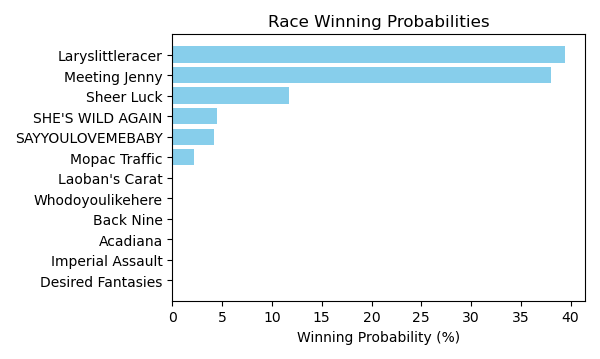 Race Winning Probabilities
Laryslittleracer
Meeting Jenny
Sheer Luck
SHE'S WILD AGAIN
SAYYOULOVEMEBABY
Mopac Traffic
Laoban's Carat
Whodoyoulikehere
Back Nine
Acadiana
Imperial Assault
Desired Fantasies
0 5 10 15 20 25 30 35 40
Winning Probability (%)